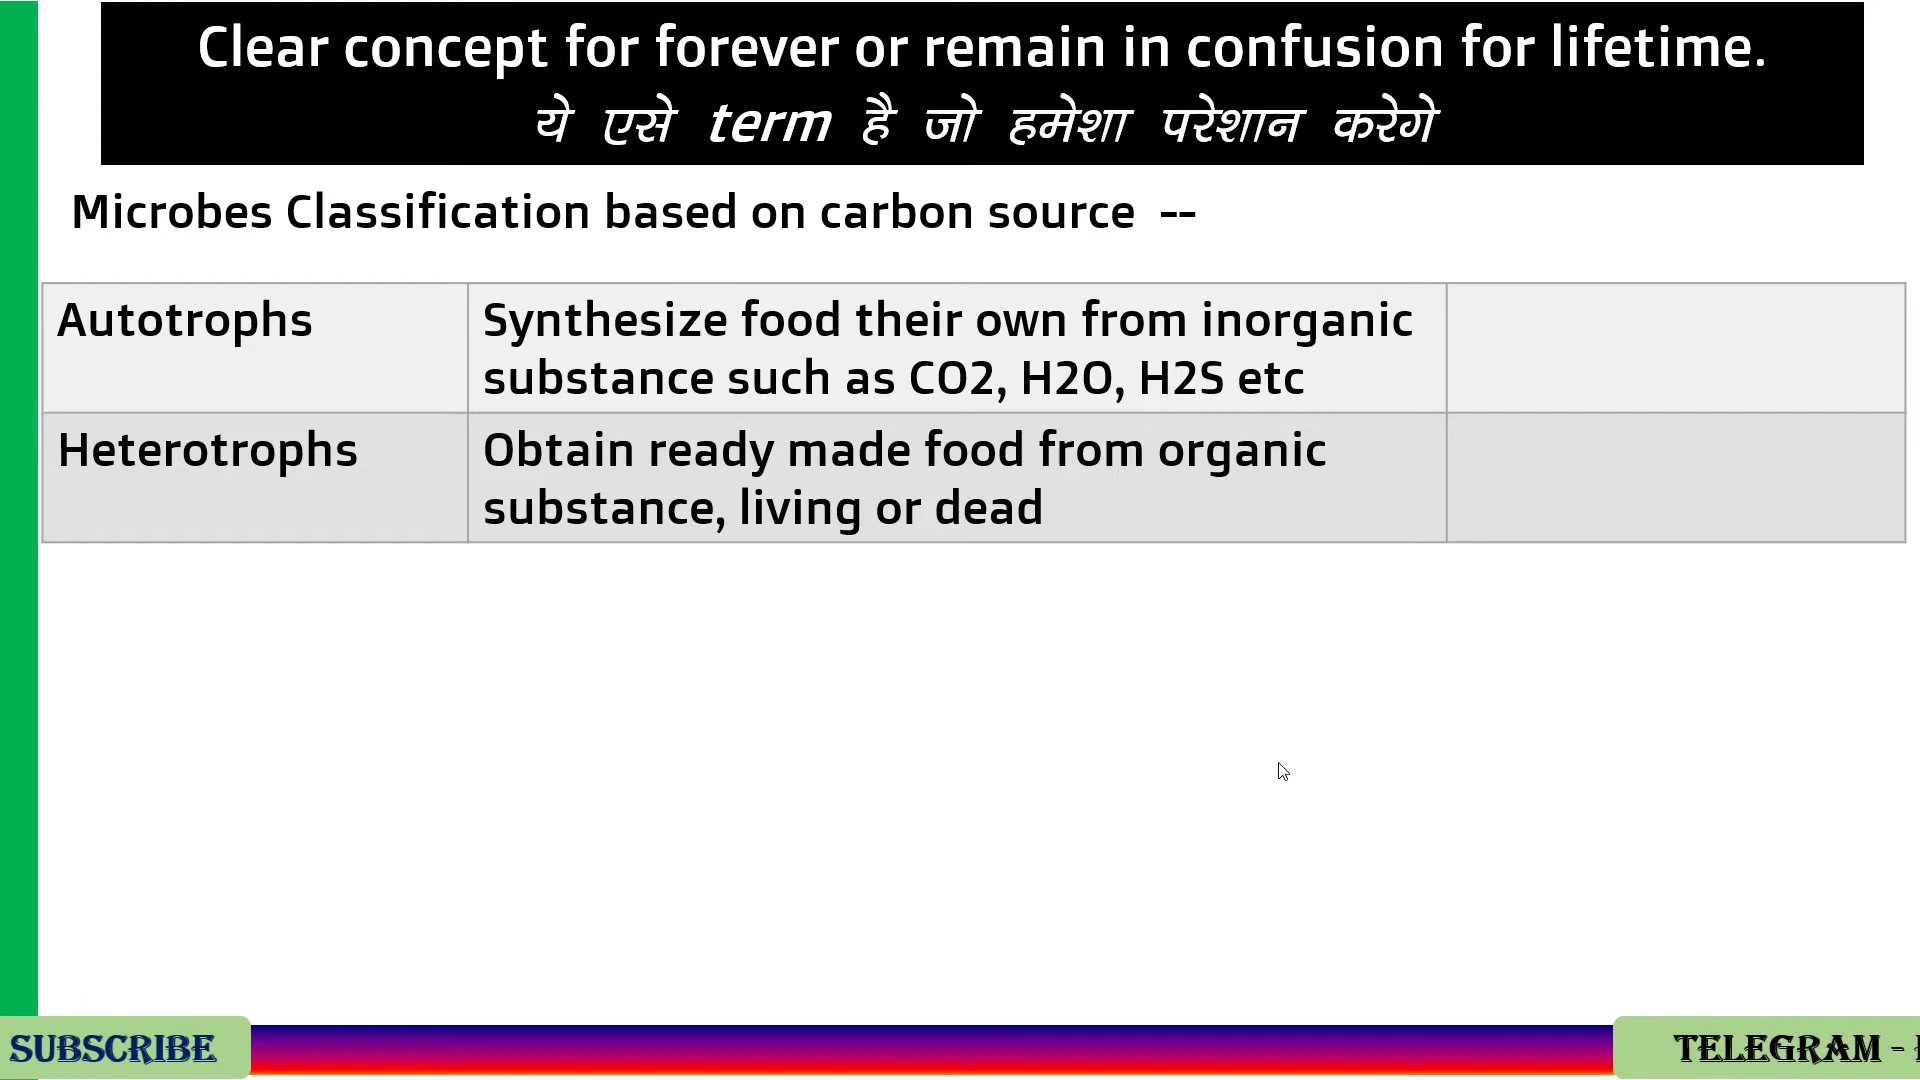 Clear concept for forever or remain in confusion for lifetime.
ये एसे term है जो हमेशा परेशान करेगे
Microbes Classification based on carbon source --
Autotrophs
Synthesize food their own from inorganic
substance such as CO2, H2O, H2S etc
Heterotrophs
Obtain ready made food from organic
substance, living or dead
SUBSCRIBE
TELEGRAM -